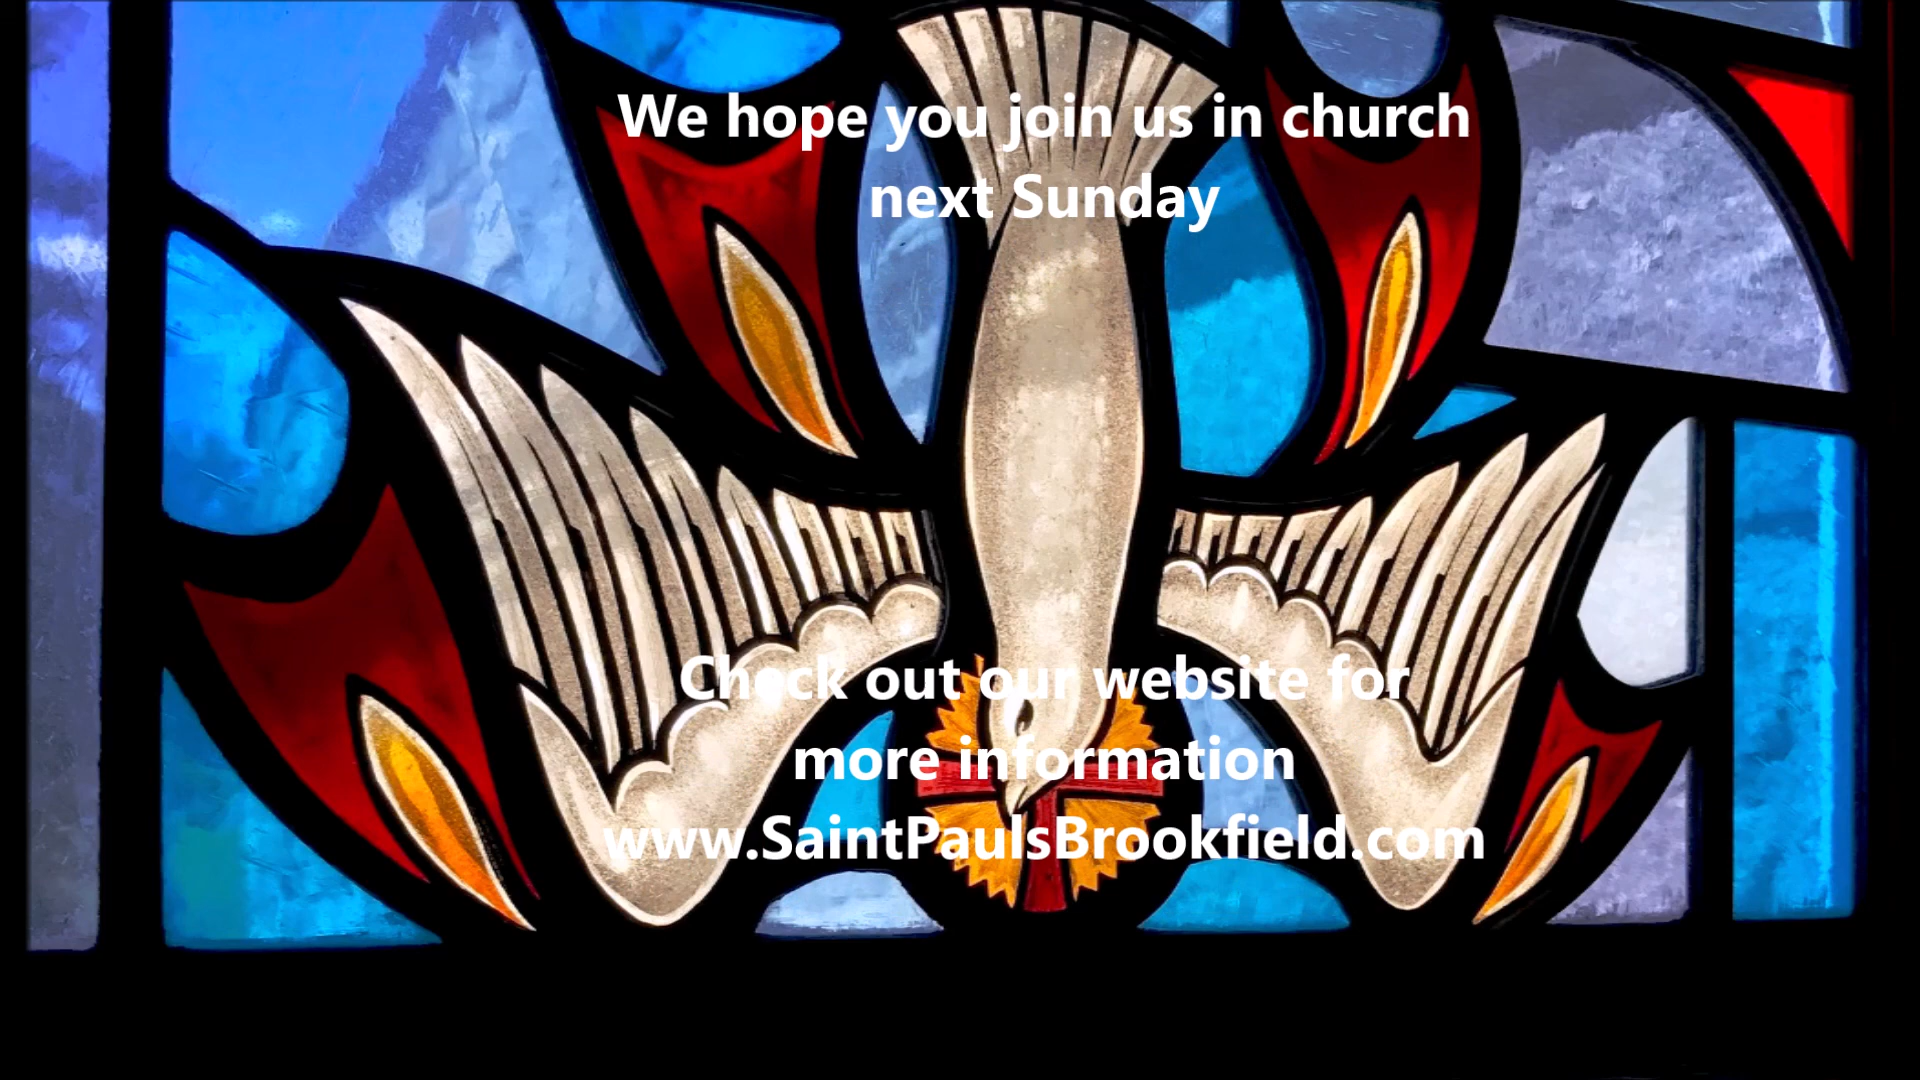 We hope you join us in church
next Sunday
Check out our website for
more information
www.SaintPaulsBrookfield.com